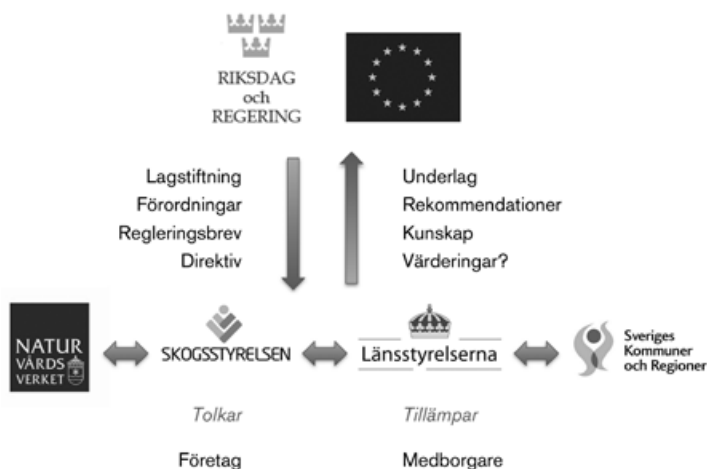 RIKSDAG
och
REGERING
Lagstiftning
Förordningar
Regleringsbrev
Direktiv
Underlag
Rekommendationer
Kunskap
Värderingar?
NATUR
VÅRDS
VERKET
SKOGSSTYRELSEN
Länsstyrelserna
Sveriges
Kommuner
och Regioner
Tolkar
Tillämpar
Företag
Medborgare